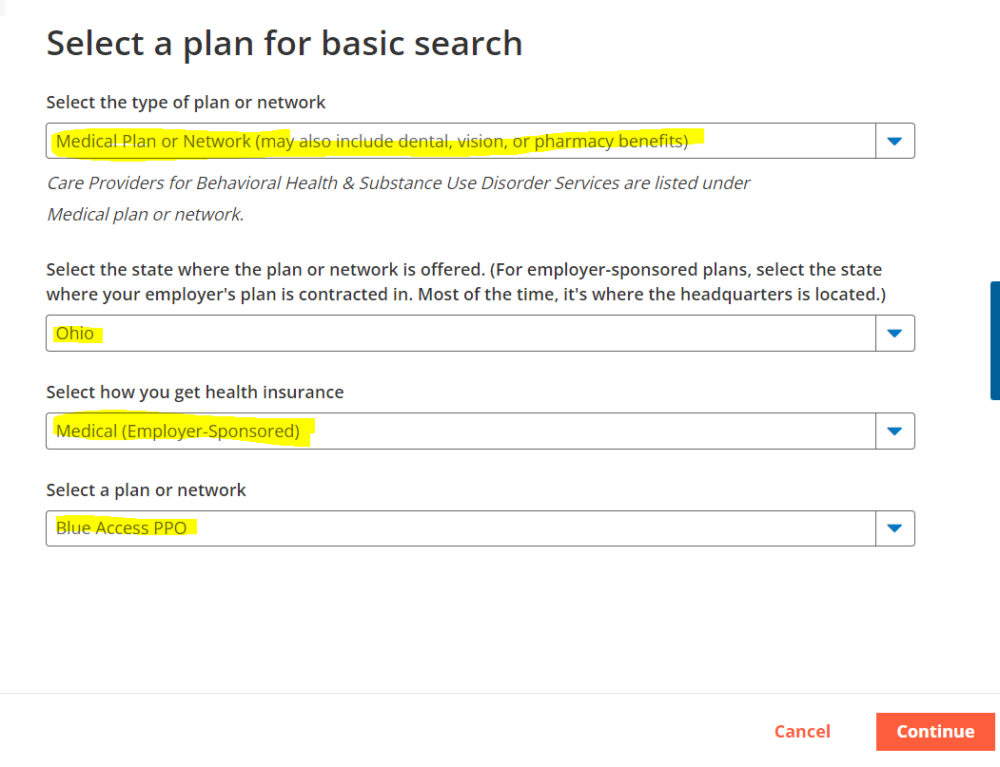 Select a plan for basic search
Select the type of plan or network
Medical Plan or Network (may also include dental, vision, or pharmacy benefits)
Care Providers for Behavioral Health & Substance Use Disorder Services are listed under
Medical plan or network.
Select the state where the plan or network is offered. (For employer-sponsored plans, select the state
where your employer's plan is contracted in. Most of the time, it's where the headquarters is located.)
Ohio
Select how you get health insurance
Medical (Employer-Sponsored)
Select a plan or network
Blue Access PPO
Cancel
Continue